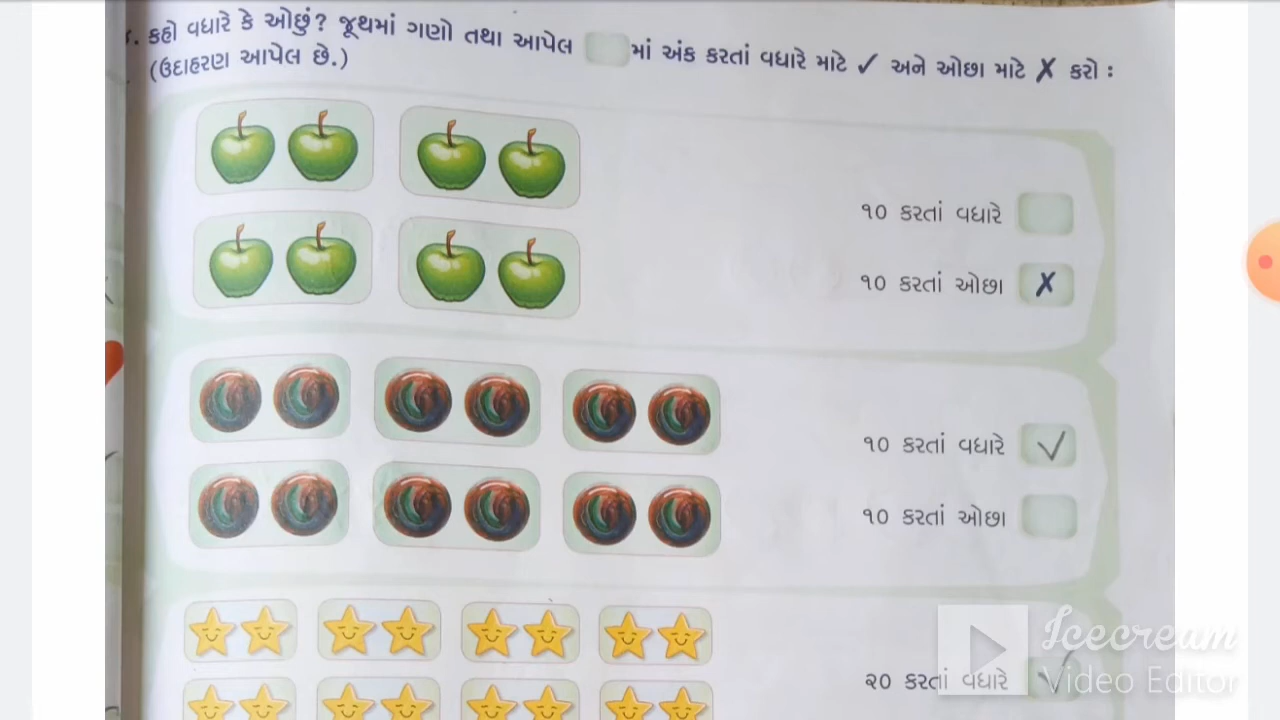 ૮. કહો વધારે કે ઓછું? જૂથમાં ગણો તથા આપેલ માં અંક કરતાં વધારે માટે ✓ અને ઓછા માટે ✗ કરો :
(ઉદાહરણ આપેલ છે.)
૧૦ કરતાં વધારે
૧૦ કરતાં ઓછા ✗
૧૦ કરતાં વધારે ✓
૧૦ કરતાં ઓછા
૨૦ કરતાં વધારે ✓
Icecream
Video Editor